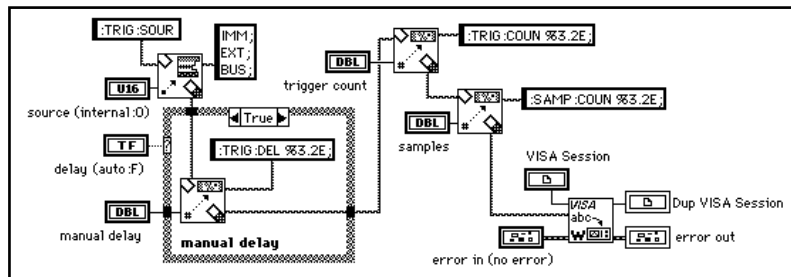 :TRIG:SOUR
IMM;
EXT;
BUS;
U16
source (internal:0)
TF
delay (auto:F)
DBL
manual delay
True
:TRIG:DEL %3.2E;
#
manual delay
DBL
trigger count
#
:TRIG:COUN %3.2E;
DBL
samples
#
:SAMP:COUN %3.2E;
VISA Session
VISA
abc
W
Dup VISA Session
error in (no error)
error out